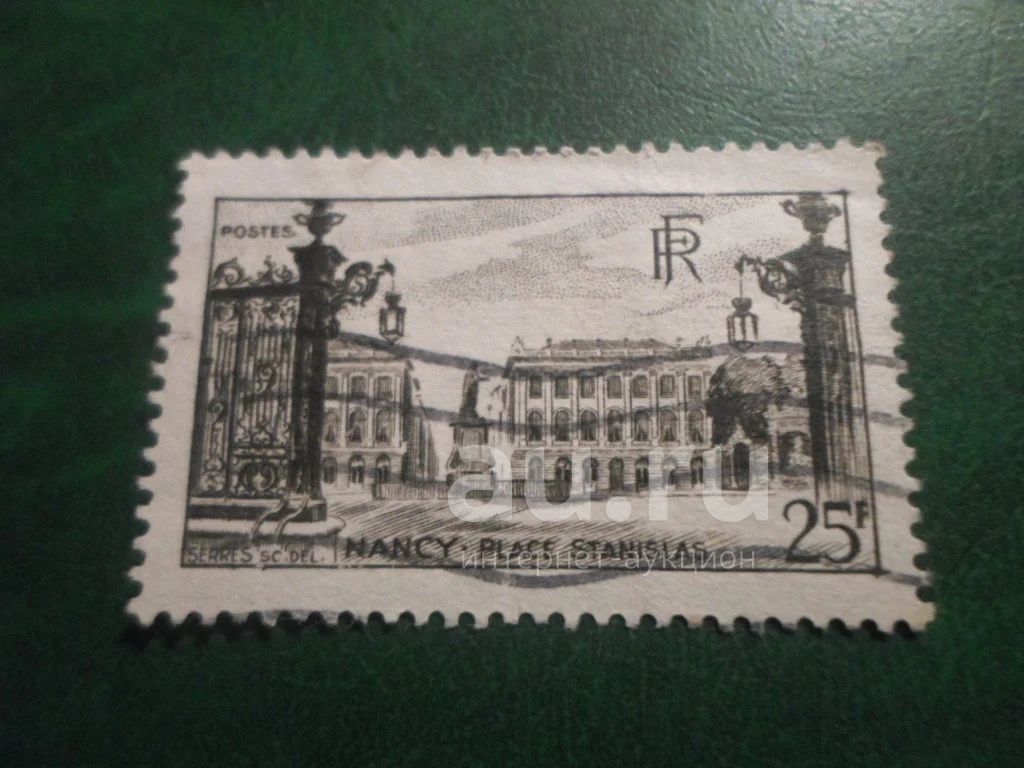 POSTES
RF
25F
SERRES SC. DEL. NANCY. PLACE STANISLAS
au.ru
интернет-аукцион